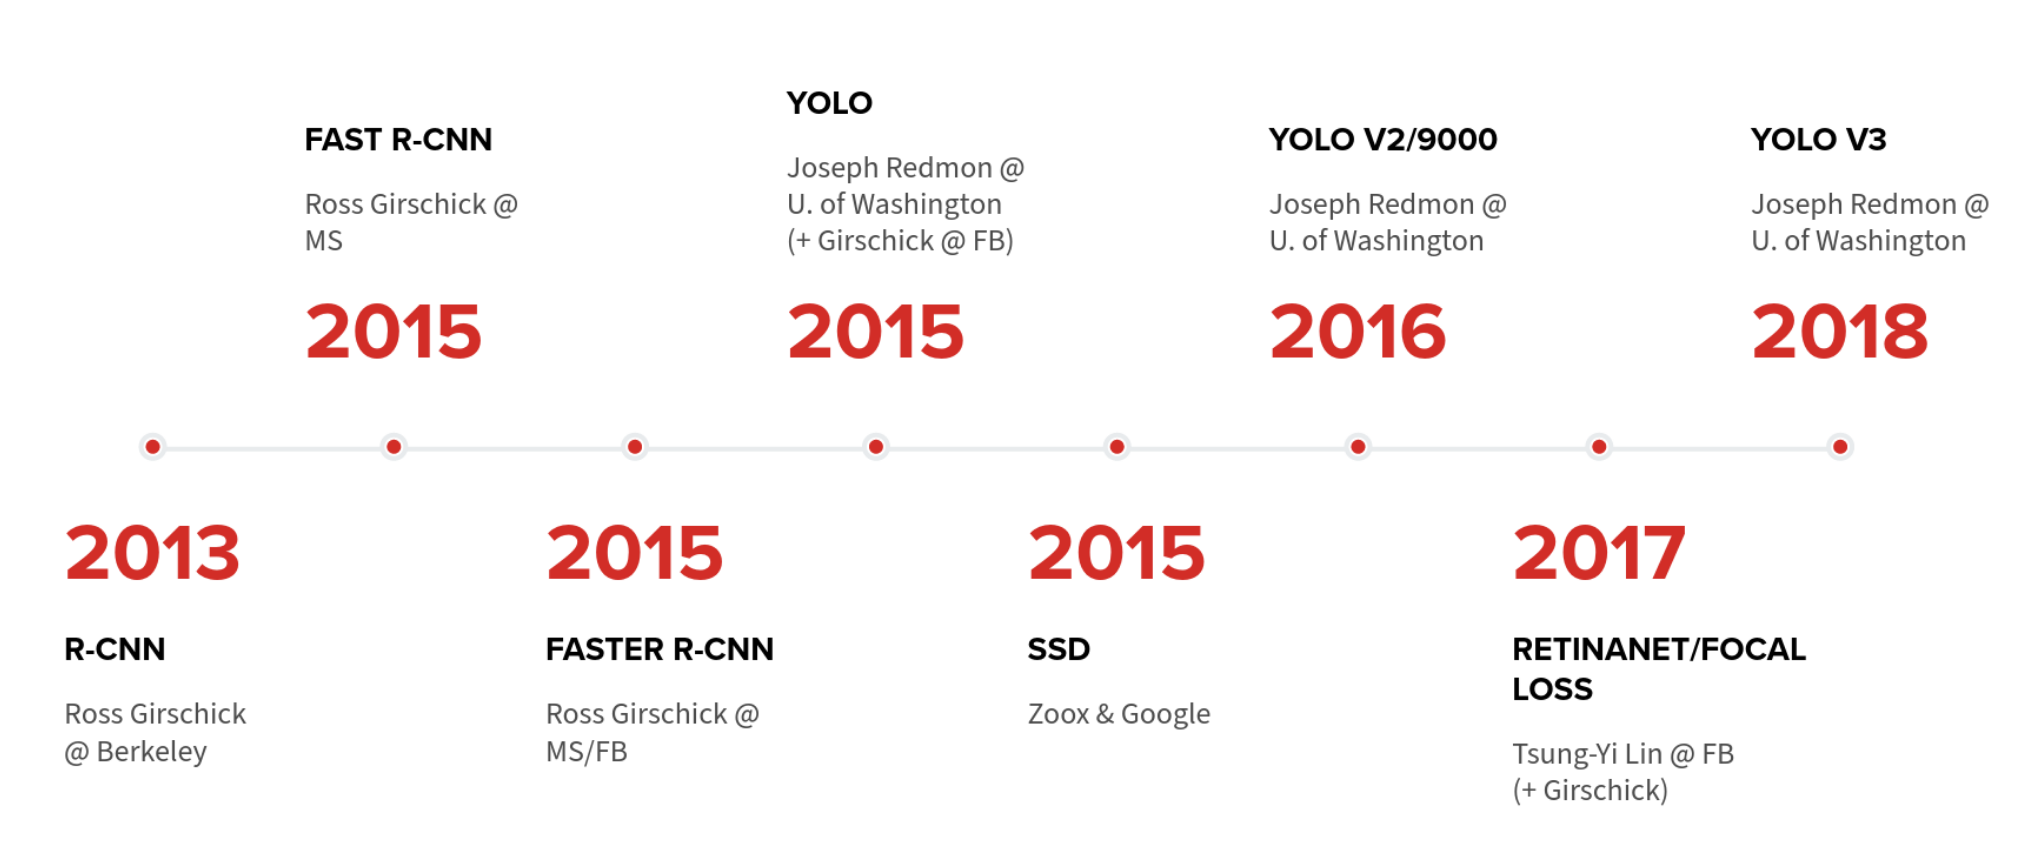 YOLO
Joseph Redmon @
U. of Washington
(+ Girschick @ FB)
2015
FAST R-CNN
Ross Girschick @
MS
2015
YOLO V2/9000
Joseph Redmon @
U. of Washington
2016
YOLO V3
Joseph Redmon @
U. of Washington
2018
2013
R-CNN
Ross Girschick
@ Berkeley
2015
FASTER R-CNN
Ross Girschick @
MS/FB
2015
SSD
Zoox & Google
2017
RETINANET/FOCAL
LOSS
Tsung-Yi Lin @ FB
(+ Girschick)